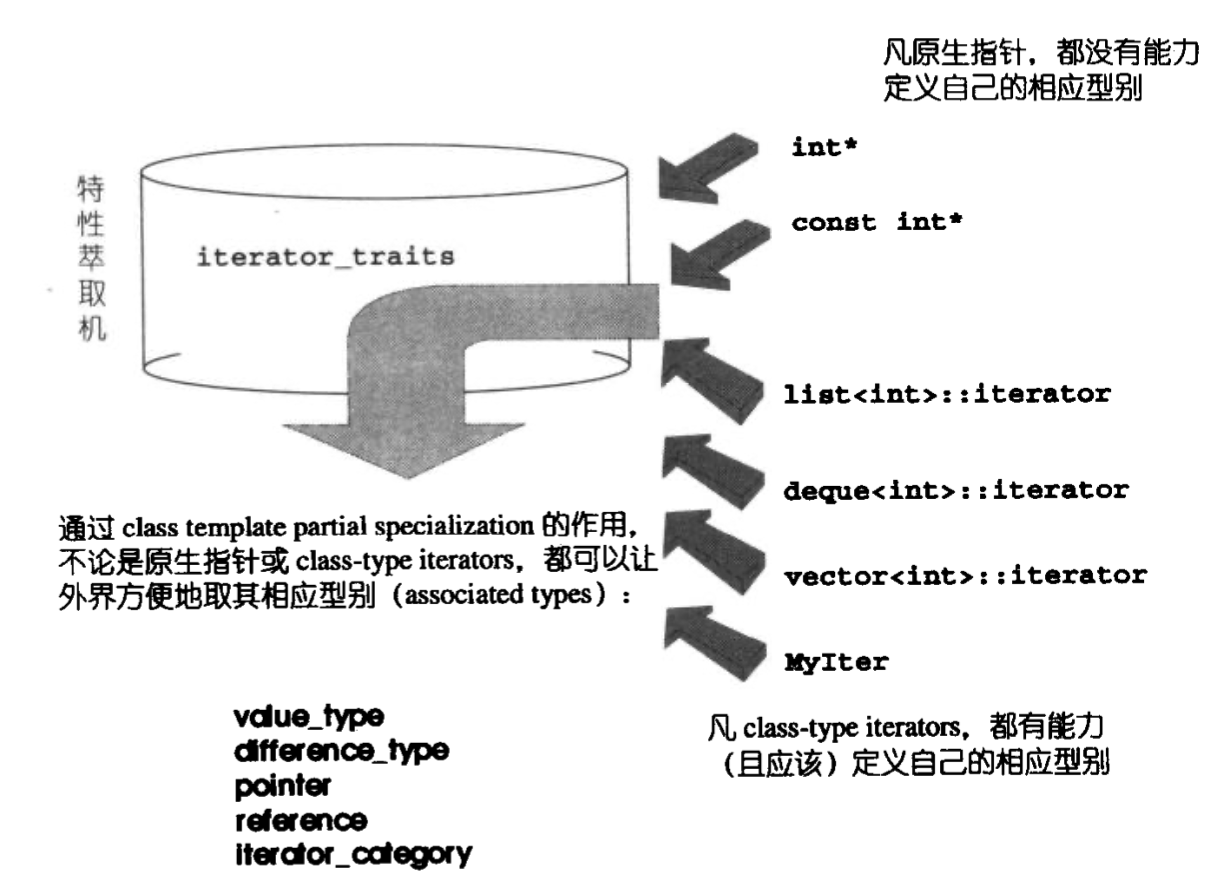 凡原生指针，都没有能力
定义自己的相应型别
int*
const int*
特性萃取机
iterator_traits
list<int>::iterator
deque<int>::iterator
vector<int>::iterator
MyIter
通过 class template partial specialization 的作用，
不论是原生指针或 class-type iterators，都可以让
外界方便地取其相应型别（associated types）：
value_type
difference_type
pointer
reference
iterator_category
凡 class-type iterators，都有能力
（且应该）定义自己的相应型别